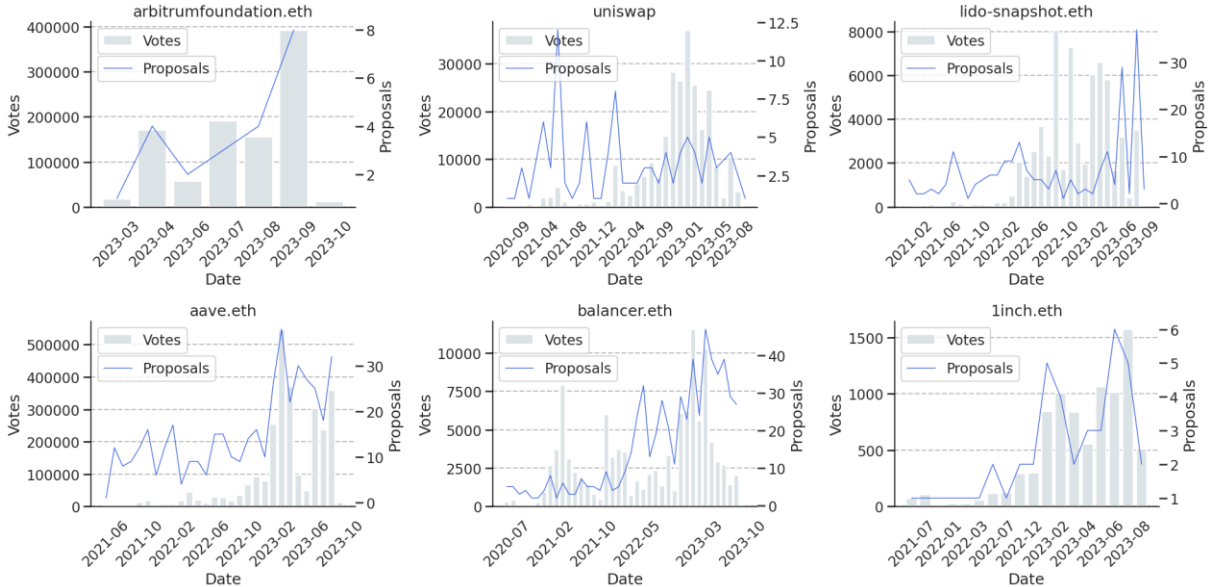 arbitrumfoundation.eth
Votes
Proposals
400000
300000
200000
100000
0
8
6
4
2
Votes
Proposals
2023-03
2023-04
2023-06
2023-07
2023-08
2023-09
2023-10
Date
uniswap
Votes
Proposals
30000
20000
10000
0
12.5
10.0
7.5
5.0
2.5
Votes
Proposals
2020-09
2021-04
2021-08
2021-12
2022-04
2022-09
2023-01
2023-05
2023-08
Date
lido-snapshot.eth
Votes
Proposals
8000
6000
4000
2000
0
30
20
10
0
Votes
Proposals
2021-02
2021-06
2021-10
2022-02
2022-06
2022-10
2023-02
2023-06
2023-09
Date
aave.eth
Votes
Proposals
500000
400000
300000
200000
100000
0
30
20
10
0
Votes
Proposals
2021-06
2021-10
2022-02
2022-06
2022-10
2023-02
2023-06
2023-10
Date
balancer.eth
Votes
Proposals
10000
7500
5000
2500
0
40
30
20
10
0
Votes
Proposals
2020-07
2021-02
2021-10
2022-05
2023-03
2023-10
Date
1inch.eth
Votes
Proposals
1500
1000
500
0
6
5
4
3
2
1
Votes
Proposals
2021-07
2022-01
2022-03
2022-07
2022-12
2023-02
2023-04
2023-06
2023-08
Date